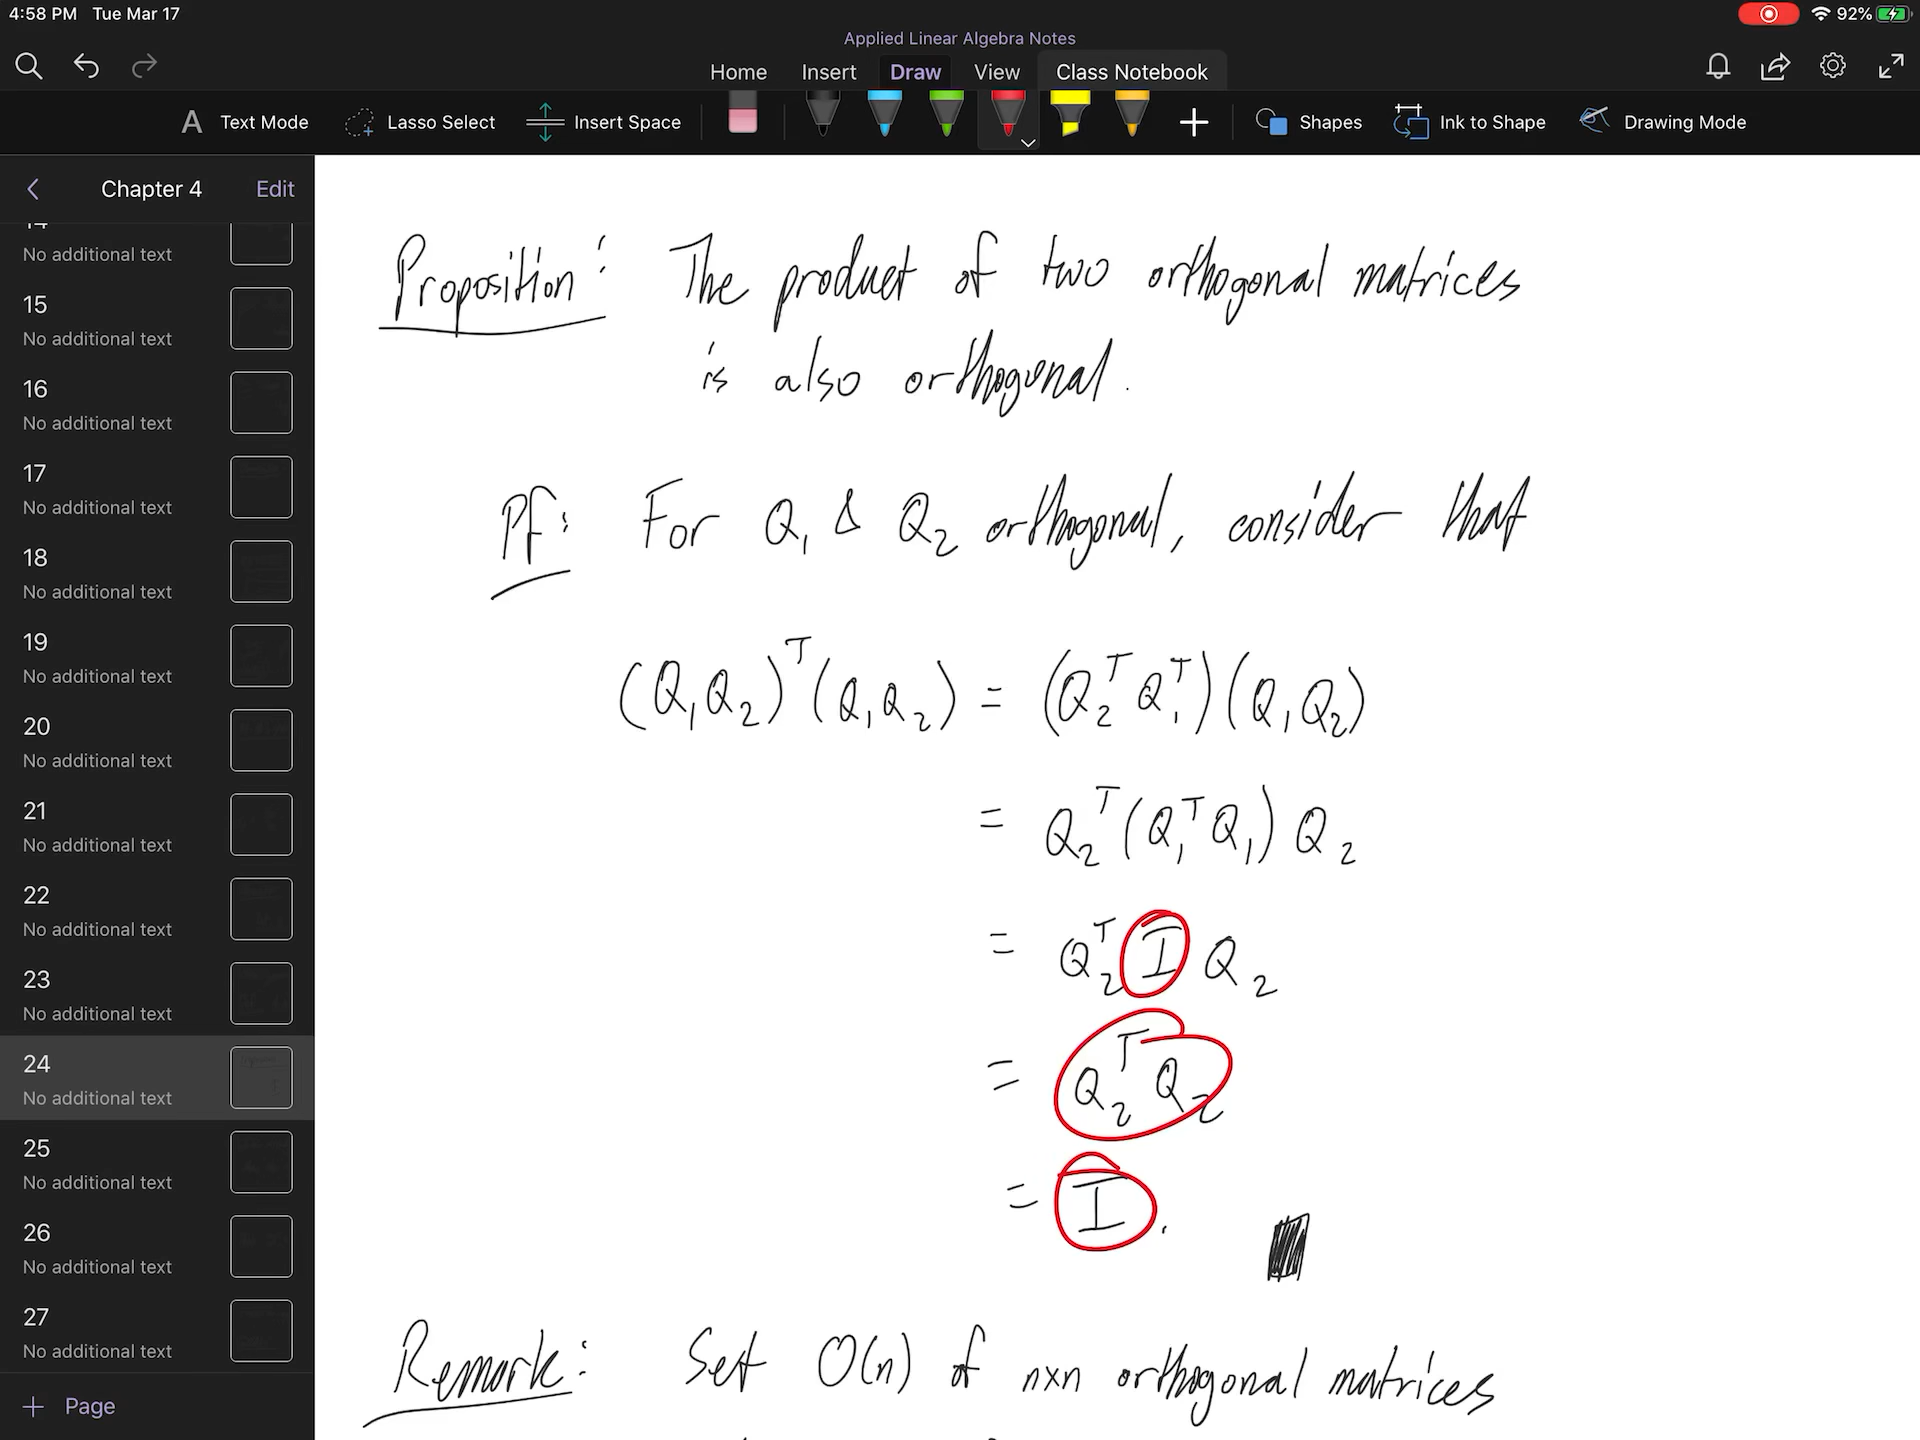 4:58 PM Tue Mar 17
92%
Applied Linear Algebra Notes
Home Insert Draw View Class Notebook
A Text Mode Lasso Select Insert Space Shapes Ink to Shape Drawing Mode
Chapter 4 Edit
14
No additional text
15
No additional text
16
No additional text
17
No additional text
18
No additional text
19
No additional text
20
No additional text
21
No additional text
22
No additional text
23
No additional text
24
No additional text
25
No additional text
26
No additional text
27
No additional text
+ Page
Proposition: The product of two orthogonal matrices
is also orthogonal.
Pf: For Q₁ & Q₂ orthogonal, consider that
(Q₁Q₂)ᵀ(Q₁Q₂) = (Q₂ᵀQ₁ᵀ)(Q₁Q₂)
= Q₂ᵀ(Q₁ᵀQ₁)Q₂
= Q₂ᵀ I Q₂
= Q₂ᵀQ₂
= I.
Remark: Set O(n) of n×n orthogonal matrices